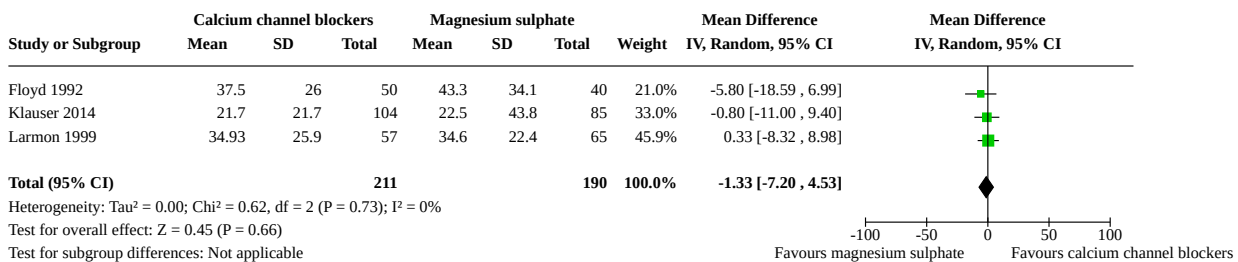 Calcium channel blockers Magnesium sulphate Mean Difference Mean Difference
Study or Subgroup Mean SD Total Mean SD Total Weight IV, Random, 95% CI IV, Random, 95% CI
Floyd 1992 37.5 26 50 43.3 34.1 40 21.0% -5.80 [-18.59 , 6.99]
Klauser 2014 21.7 21.7 104 22.5 43.8 85 33.0% -0.80 [-11.00 , 9.40]
Larmon 1999 34.93 25.9 57 34.6 22.4 65 45.9% 0.33 [-8.32 , 8.98]
Total (95% CI) 211 190 100.0% -1.33 [-7.20 , 4.53]
Heterogeneity: Tau² = 0.00; Chi² = 0.62, df = 2 (P = 0.73); I² = 0%
Test for overall effect: Z = 0.45 (P = 0.66) -100 -50 0 50 100
Test for subgroup differences: Not applicable Favours magnesium sulphate Favours calcium channel blockers